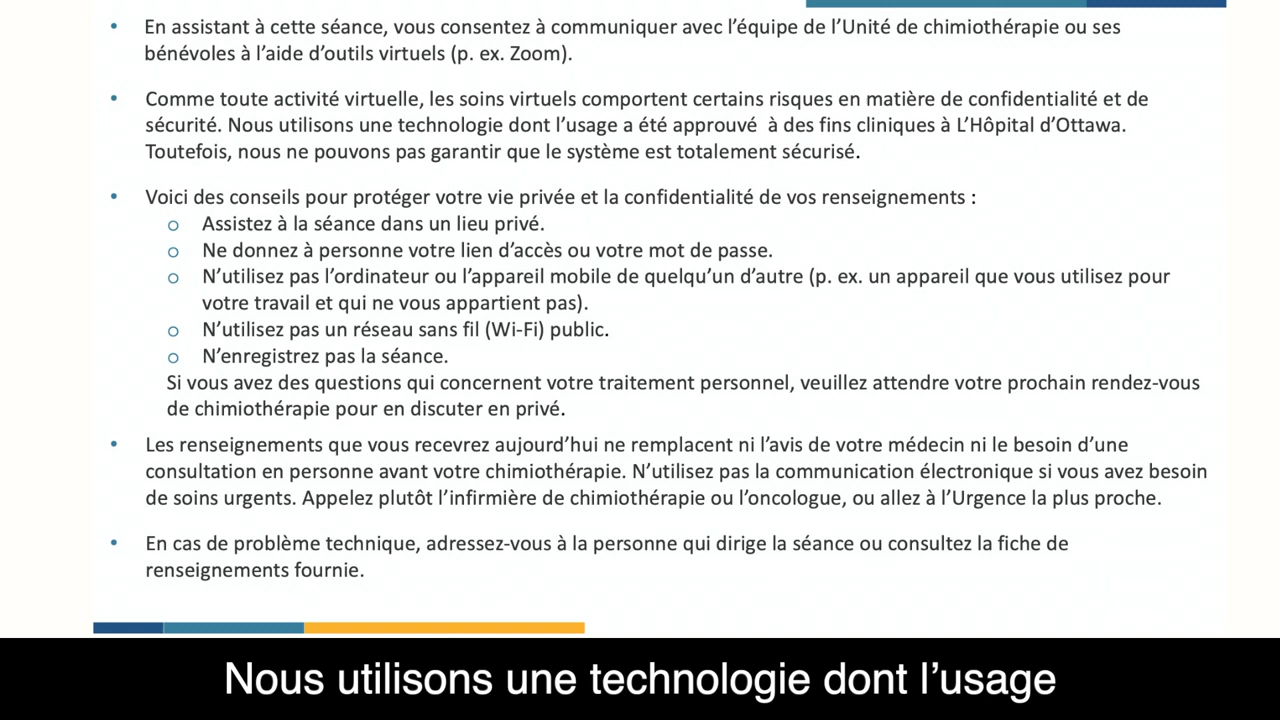 • En assistant à cette séance, vous consentez à communiquer avec l’équipe de l’Unité de chimiothérapie ou ses
bénévoles à l’aide d’outils virtuels (p. ex. Zoom).
• Comme toute activité virtuelle, les soins virtuels comportent certains risques en matière de confidentialité et de
sécurité. Nous utilisons une technologie dont l’usage a été approuvé  à des fins cliniques à L’Hôpital d’Ottawa.
Toutefois, nous ne pouvons pas garantir que le système est totalement sécurisé.
• Voici des conseils pour protéger votre vie privée et la confidentialité de vos renseignements :
o Assistez à la séance dans un lieu privé.
o Ne donnez à personne votre lien d’accès ou votre mot de passe.
o N’utilisez pas l’ordinateur ou l’appareil mobile de quelqu’un d’autre (p. ex. un appareil que vous utilisez pour
votre travail et qui ne vous appartient pas).
o N’utilisez pas un réseau sans fil (Wi-Fi) public.
o N’enregistrez pas la séance.
Si vous avez des questions qui concernent votre traitement personnel, veuillez attendre votre prochain rendez-vous
de chimiothérapie pour en discuter en privé.
• Les renseignements que vous recevrez aujourd’hui ne remplacent ni l’avis de votre médecin ni le besoin d’une
consultation en personne avant votre chimiothérapie. N’utilisez pas la communication électronique si vous avez besoin
de soins urgents. Appelez plutôt l’infirmière de chimiothérapie ou l’oncologue, ou allez à l’Urgence la plus proche.
• En cas de problème technique, adressez-vous à la personne qui dirige la séance ou consultez la fiche de
renseignements fournie.
Nous utilisons une technologie dont l’usage